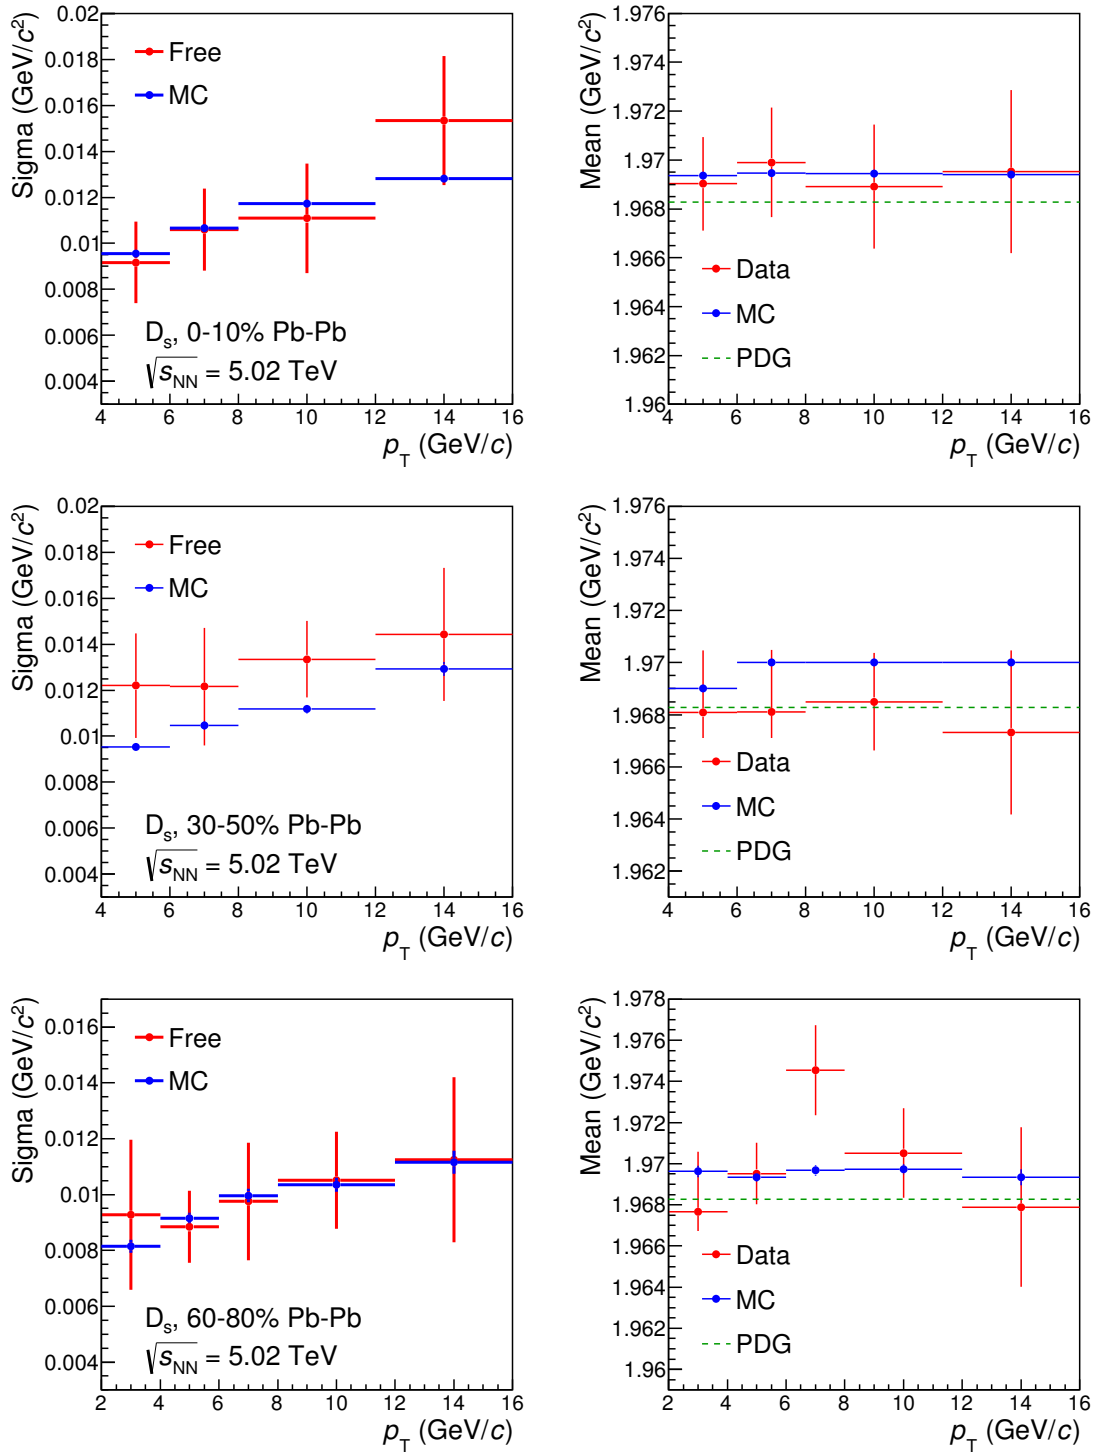 Sigma (GeV/c²)
0.02
0.018
0.016
0.014
0.012
0.01
0.008
0.006
0.004
Free
MC
Dₛ, 0-10% Pb-Pb
√s_NN = 5.02 TeV
4 6 8 10 12 14 16
p_T (GeV/c)
Mean (GeV/c²)
1.976
1.974
1.972
1.97
1.968
1.966
1.964
1.962
1.96
Data
MC
PDG
4 6 8 10 12 14 16
p_T (GeV/c)
Sigma (GeV/c²)
0.02
0.018
0.016
0.014
0.012
0.01
0.008
0.006
0.004
Free
MC
Dₛ, 30-50% Pb-Pb
√s_NN = 5.02 TeV
4 6 8 10 12 14 16
p_T (GeV/c)
Mean (GeV/c²)
1.976
1.974
1.972
1.97
1.968
1.966
1.964
1.962
Data
MC
PDG
4 6 8 10 12 14 16
p_T (GeV/c)
Sigma (GeV/c²)
0.016
0.014
0.012
0.01
0.008
0.006
0.004
Free
MC
Dₛ, 60-80% Pb-Pb
√s_NN = 5.02 TeV
2 4 6 8 10 12 14 16
p_T (GeV/c)
Mean (GeV/c²)
1.978
1.976
1.974
1.972
1.97
1.968
1.966
1.964
1.962
1.96
Data
MC
PDG
2 4 6 8 10 12 14 16
p_T (GeV/c)